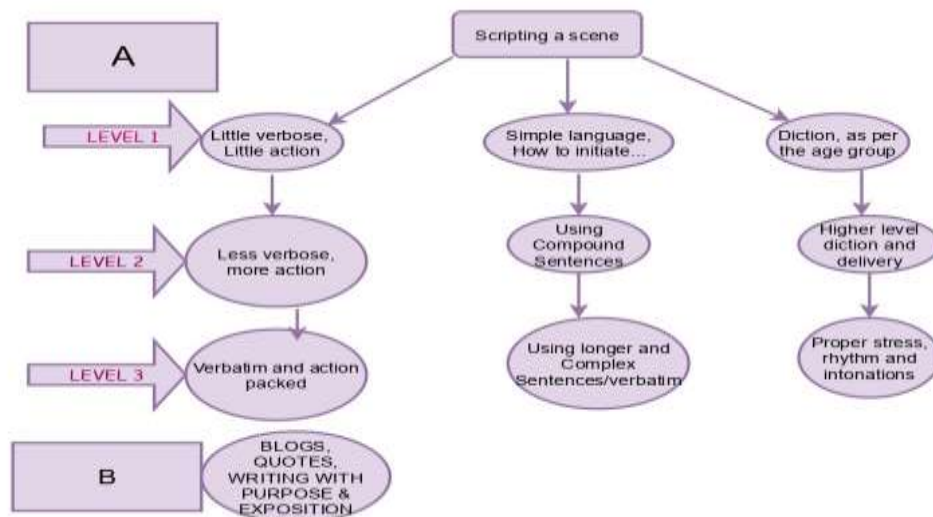 Scripting a scene
A
LEVEL 1
Little verbose,
Little action
Simple language,
How to initiate...
Diction, as per
the age group
LEVEL 2
Less verbose,
more action
Using
Compound
Sentences
Higher level
diction and
delivery
LEVEL 3
Verbatim and action
packed
Using longer and
Complex
Sentences/verbatim
Proper stress,
rhythm and
intonations
B
BLOGS,
QUOTES,
WRITING WITH
PURPOSE &
EXPOSITION